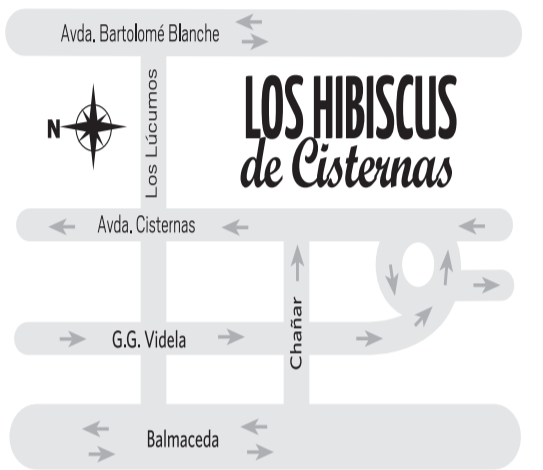 Avda. Bartolomé Blanche
Los Lúcumos
N
LOS HIBISCUS
de Cisternas
Avda. Cisternas
G.G. Videla
Chañar
Balmaceda